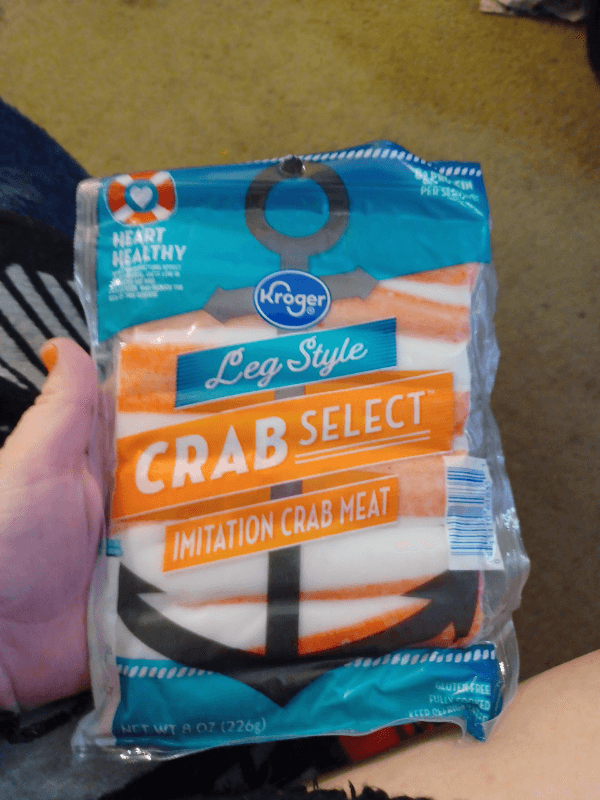 PER SERVING
HEART
HEALTHY
Kroger
Leg Style
CRAB SELECT™
IMITATION CRAB MEAT
GLUTEN FREE
FULLY COOKED
NET WT 8 OZ (226g)